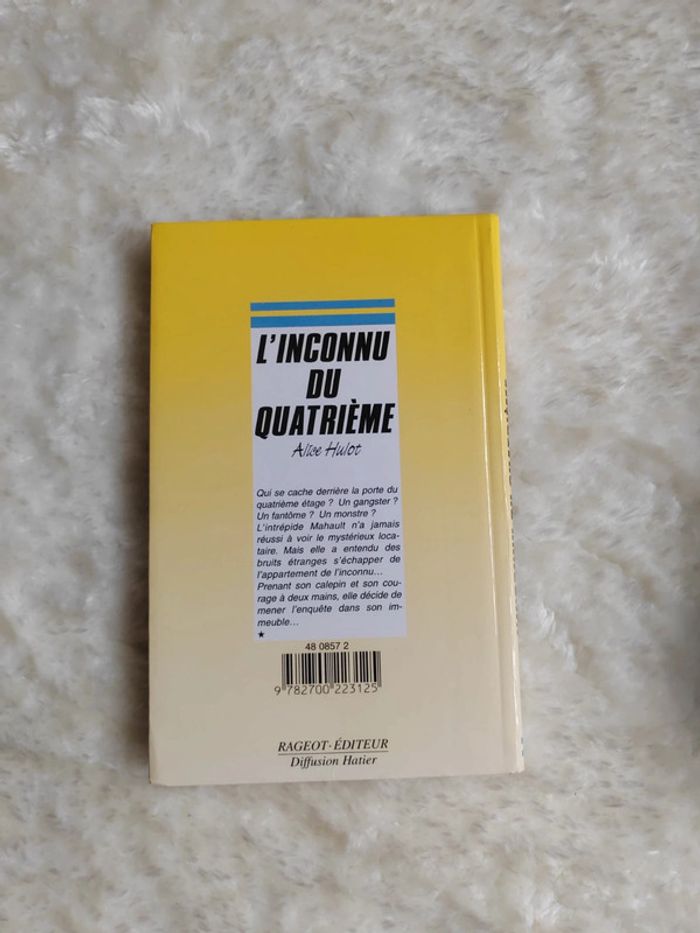 L'INCONNU
DU
QUATRIÈME
Alice Hulot
Qui se cache derrière la porte du
quatrième étage ? Un gangster ?
Un fantôme ? Un monstre ?
L'intrépide Mahault n'a jamais
réussi à voir le mystérieux loca-
taire. Mais elle a entendu des
bruits étranges s'échapper de
l'appartement de l'inconnu...
Prenant son calepin et son cou-
rage à deux mains, elle décide de
mener l'enquête dans son im-
meuble...
★
48 0857 2
9 782700 223125
RAGEOT-ÉDITEUR
Diffusion Hatier